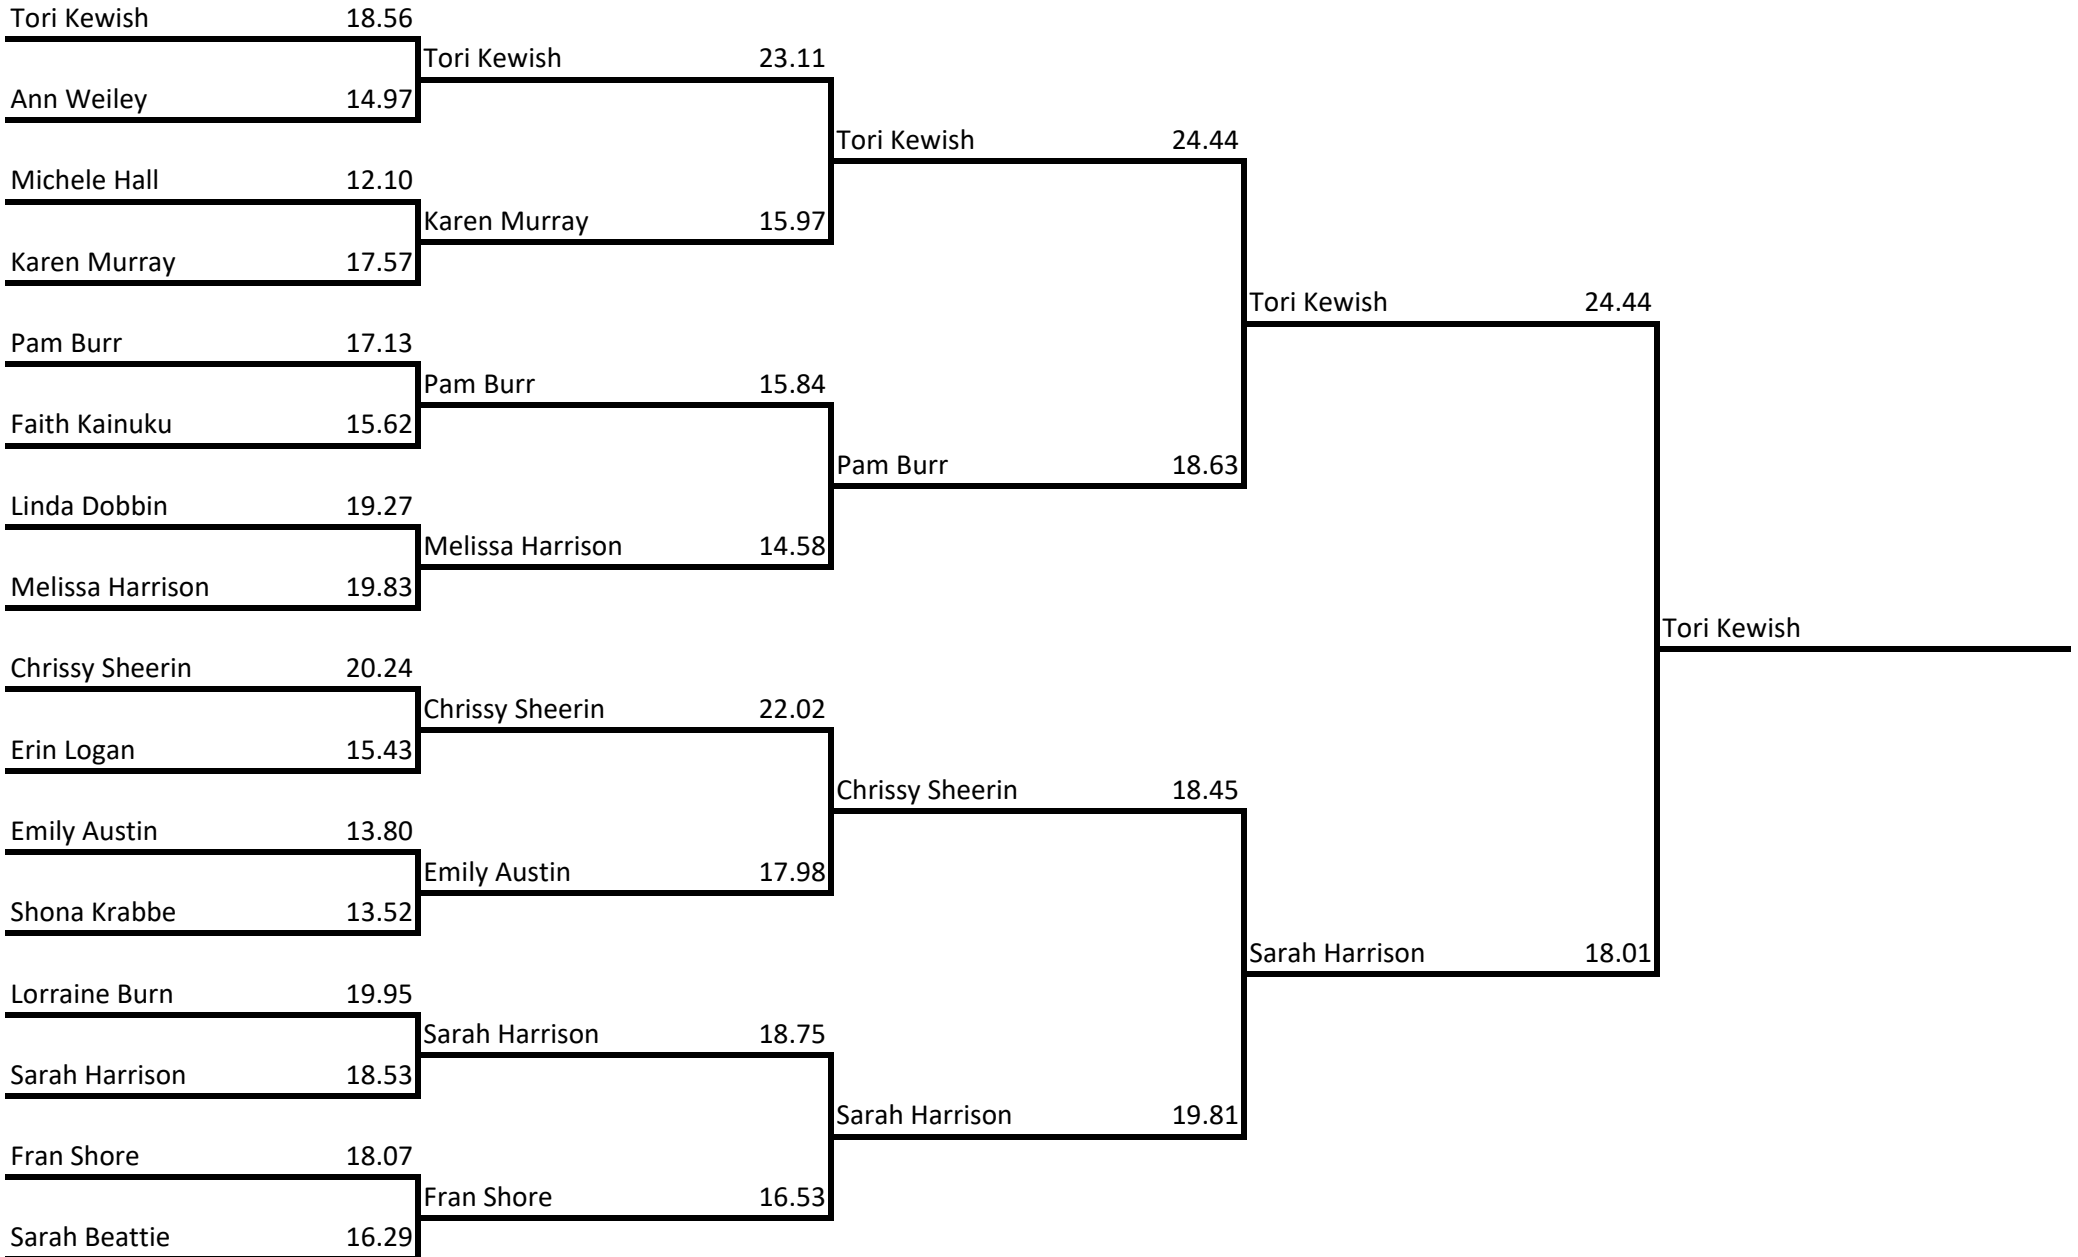 Tori Kewish 18.56
Tori Kewish 23.11
Ann Weiley 14.97
Tori Kewish 24.44
Michele Hall 12.10
Karen Murray 15.97
Karen Murray 17.57
Tori Kewish 24.44
Pam Burr 17.13
Pam Burr 15.84
Faith Kainuku 15.62
Pam Burr 18.63
Linda Dobbin 19.27
Melissa Harrison 14.58
Melissa Harrison 19.83
Tori Kewish
Chrissy Sheerin 20.24
Chrissy Sheerin 22.02
Erin Logan 15.43
Chrissy Sheerin 18.45
Emily Austin 13.80
Emily Austin 17.98
Shona Krabbe 13.52
Sarah Harrison 18.01
Lorraine Burn 19.95
Sarah Harrison 18.75
Sarah Harrison 18.53
Sarah Harrison 19.81
Fran Shore 18.07
Fran Shore 16.53
Sarah Beattie 16.29